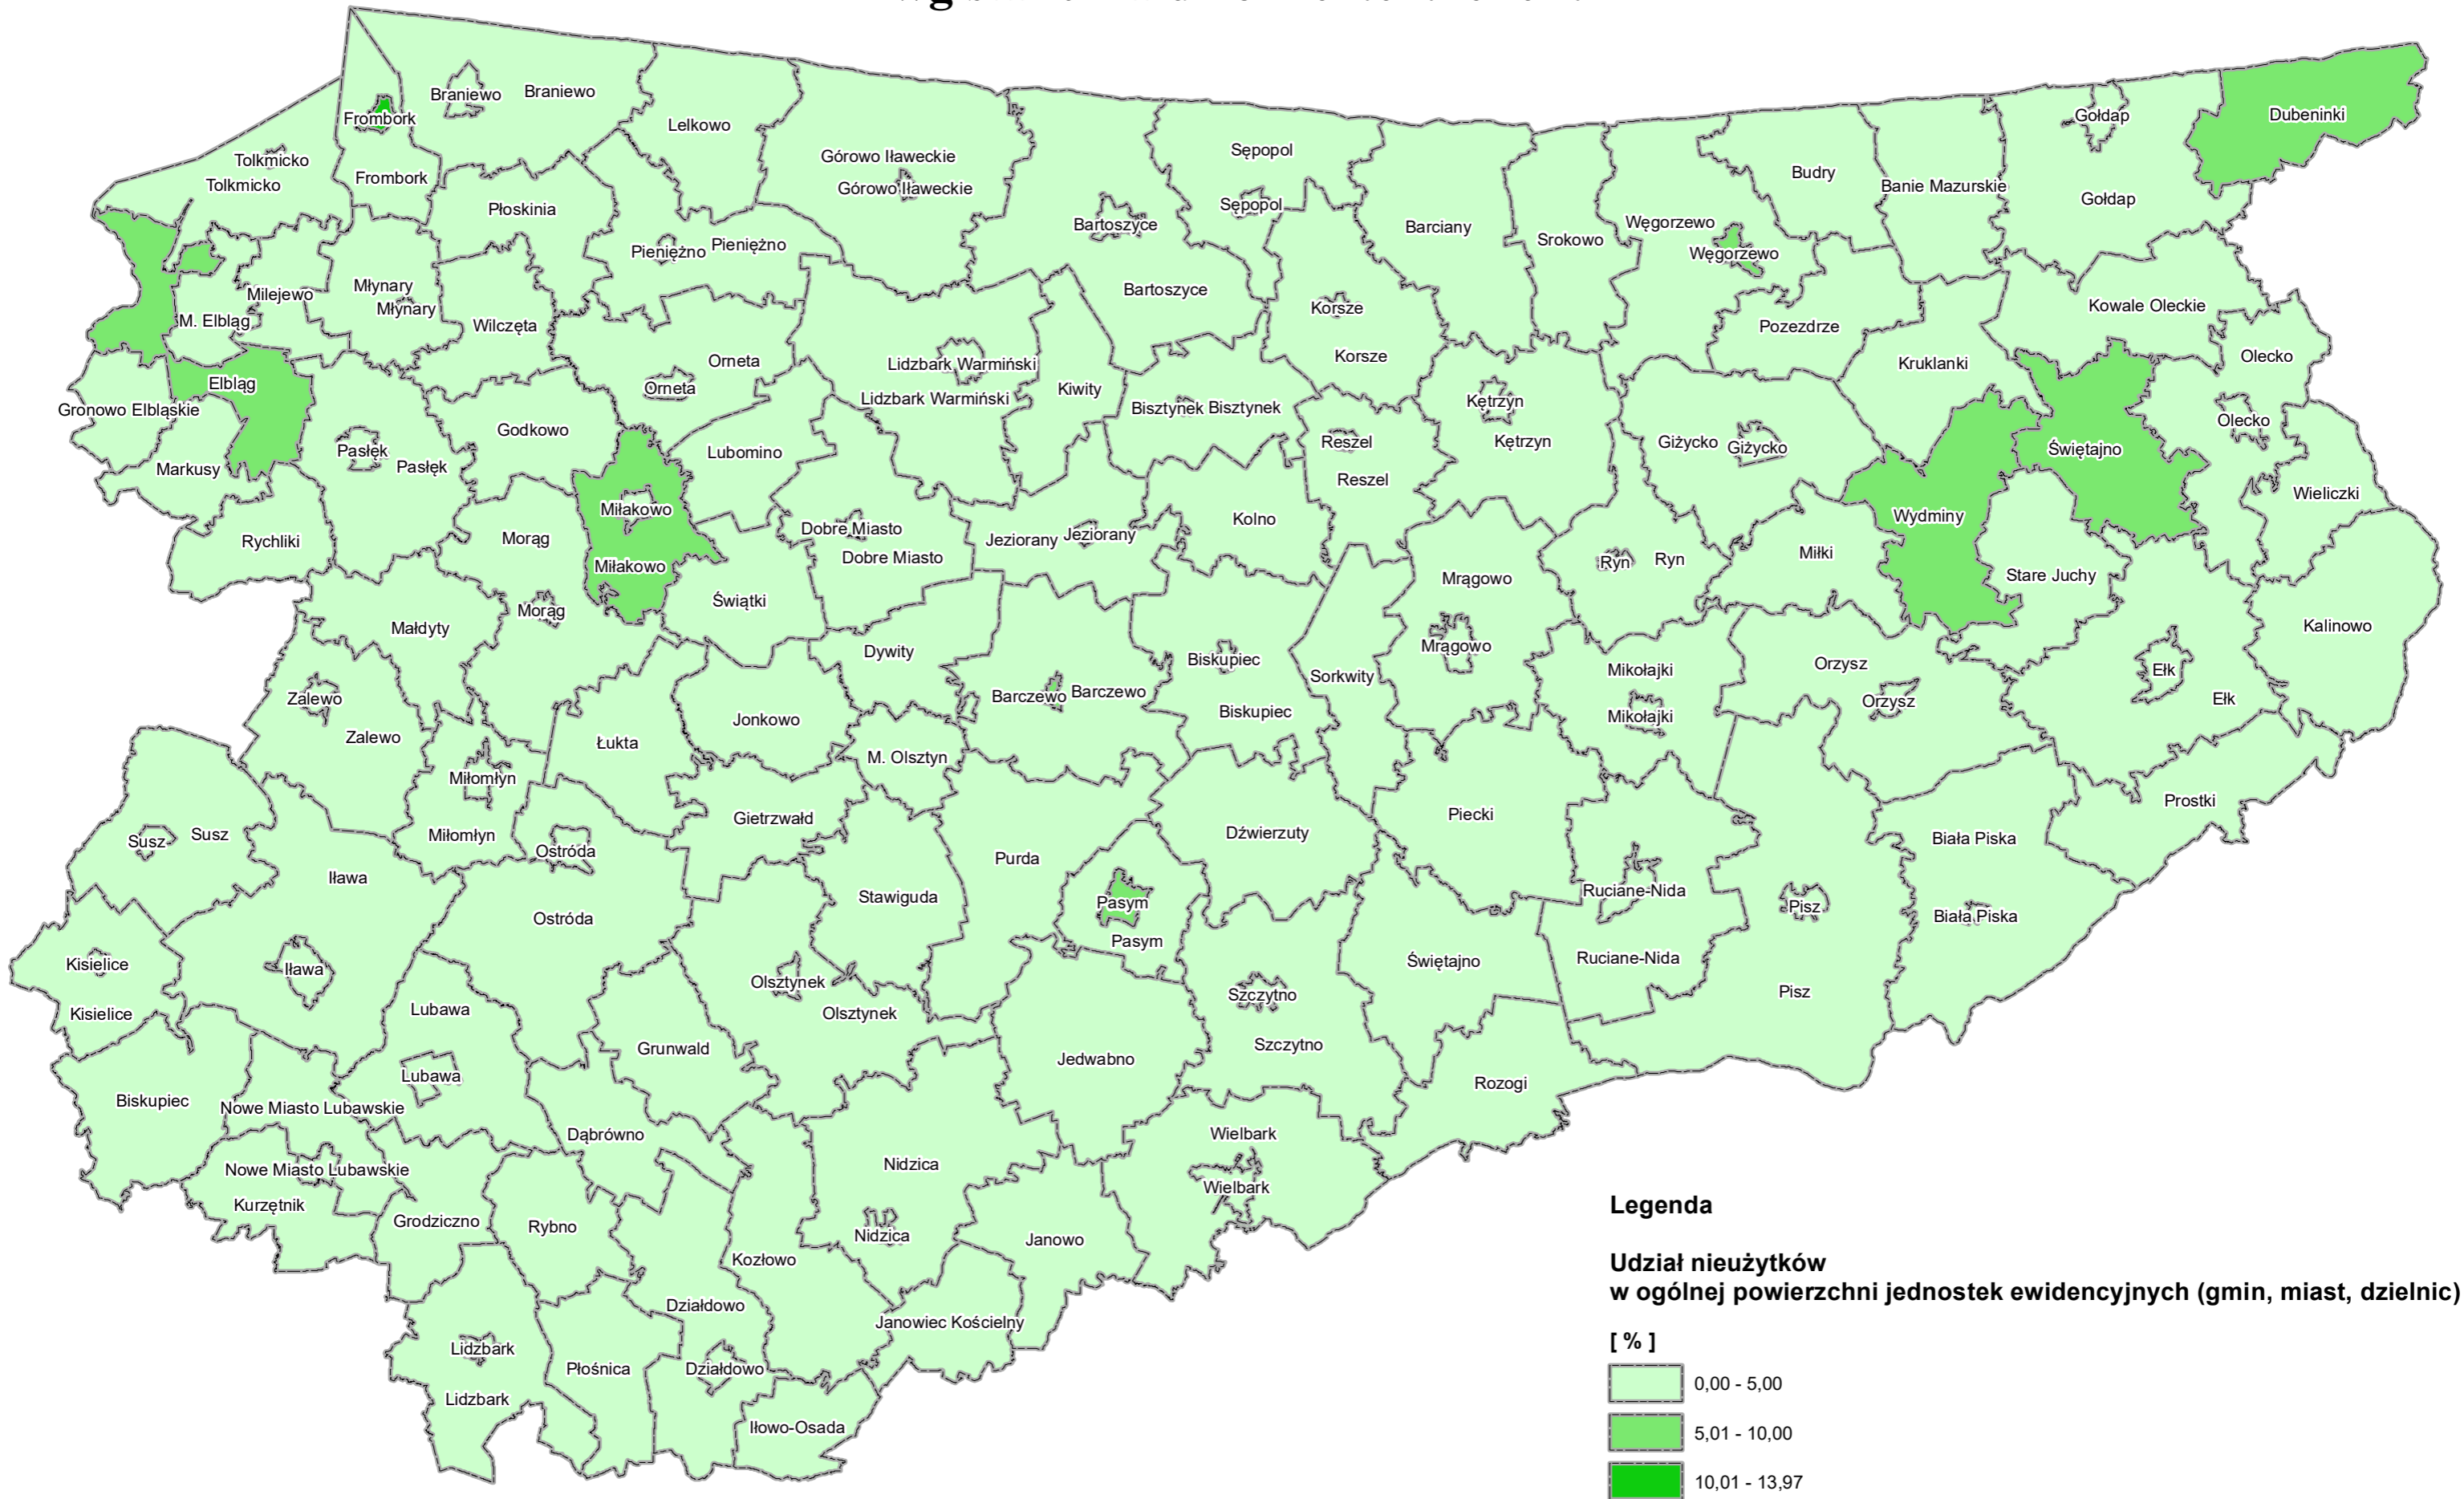 Braniewo
Braniewo
Frombork
Lelkowo
Gołdap
Dubeninki
Tolkmicko
Tolkmicko
Frombork
Górowo Iławeckie
Górowo Iławeckie
Sępopol
Sępopol
Budry
Banie Mazurskie
Gołdap
Płoskinia
Pieniężno
Pieniężno
Bartoszyce
Bartoszyce
Barciany
Srokowo
Węgorzewo
Węgorzewo
Milejewo
Młynary
Młynary
M. Elbląg
Wilczęta
Korsze
Korsze
Pozezdrze
Kowale Oleckie
Kruklanki
Olecko
Olecko
Elbląg
Gronowo Elbląskie
Orneta
Orneta
Lidzbark Warmiński
Lidzbark Warmiński
Kiwity
Bisztynek
Bisztynek
Kętrzyn
Kętrzyn
Godkowo
Pasłęk
Pasłęk
Markusy
Lubomino
Reszel
Reszel
Giżycko
Giżycko
Świętajno
Wieliczki
Rychliki
Morąg
Morąg
Miłakowo
Miłakowo
Dobre Miasto
Dobre Miasto
Jeziorany
Jeziorany
Kolno
Ryn
Ryn
Miłki
Wydminy
Stare Juchy
Kalinowo
Małdyty
Świątki
Dywity
Mrągowo
Mrągowo
Biskupiec
Biskupiec
Sorkwity
Mikołajki
Mikołajki
Orzysz
Orzysz
Ełk
Ełk
Zalewo
Zalewo
Barczewo
Barczewo
Jonkowo
Łukta
M. Olsztyn
Miłomłyn
Miłomłyn
Susz
Susz
Ostróda
Ostróda
Gietrzwałd
Purda
Dźwierzuty
Piecki
Prostki
Biała Piska
Biała Piska
Iława
Iława
Stawiguda
Pasym
Pasym
Ruciane-Nida
Ruciane-Nida
Pisz
Pisz
Kisielice
Kisielice
Lubawa
Lubawa
Olsztynek
Olsztynek
Szczytno
Szczytno
Świętajno
Grunwald
Jedwabno
Rozogi
Biskupiec
Nowe Miasto Lubawskie
Nowe Miasto Lubawskie
Dąbrówno
Kurzętnik
Grodziczno
Rybno
Nidzica
Nidzica
Wielbark
Wielbark
Kozłowo
Janowo
Działdowo
Działdowo
Janowiec Kościelny
Lidzbark
Lidzbark
Płośnica
Iłowo-Osada
Legenda
Udział nieużytków
w ogólnej powierzchni jednostek ewidencyjnych (gmin, miast, dzielnic)
[ % ]
0,00 - 5,00
5,01 - 10,00
10,01 - 13,97